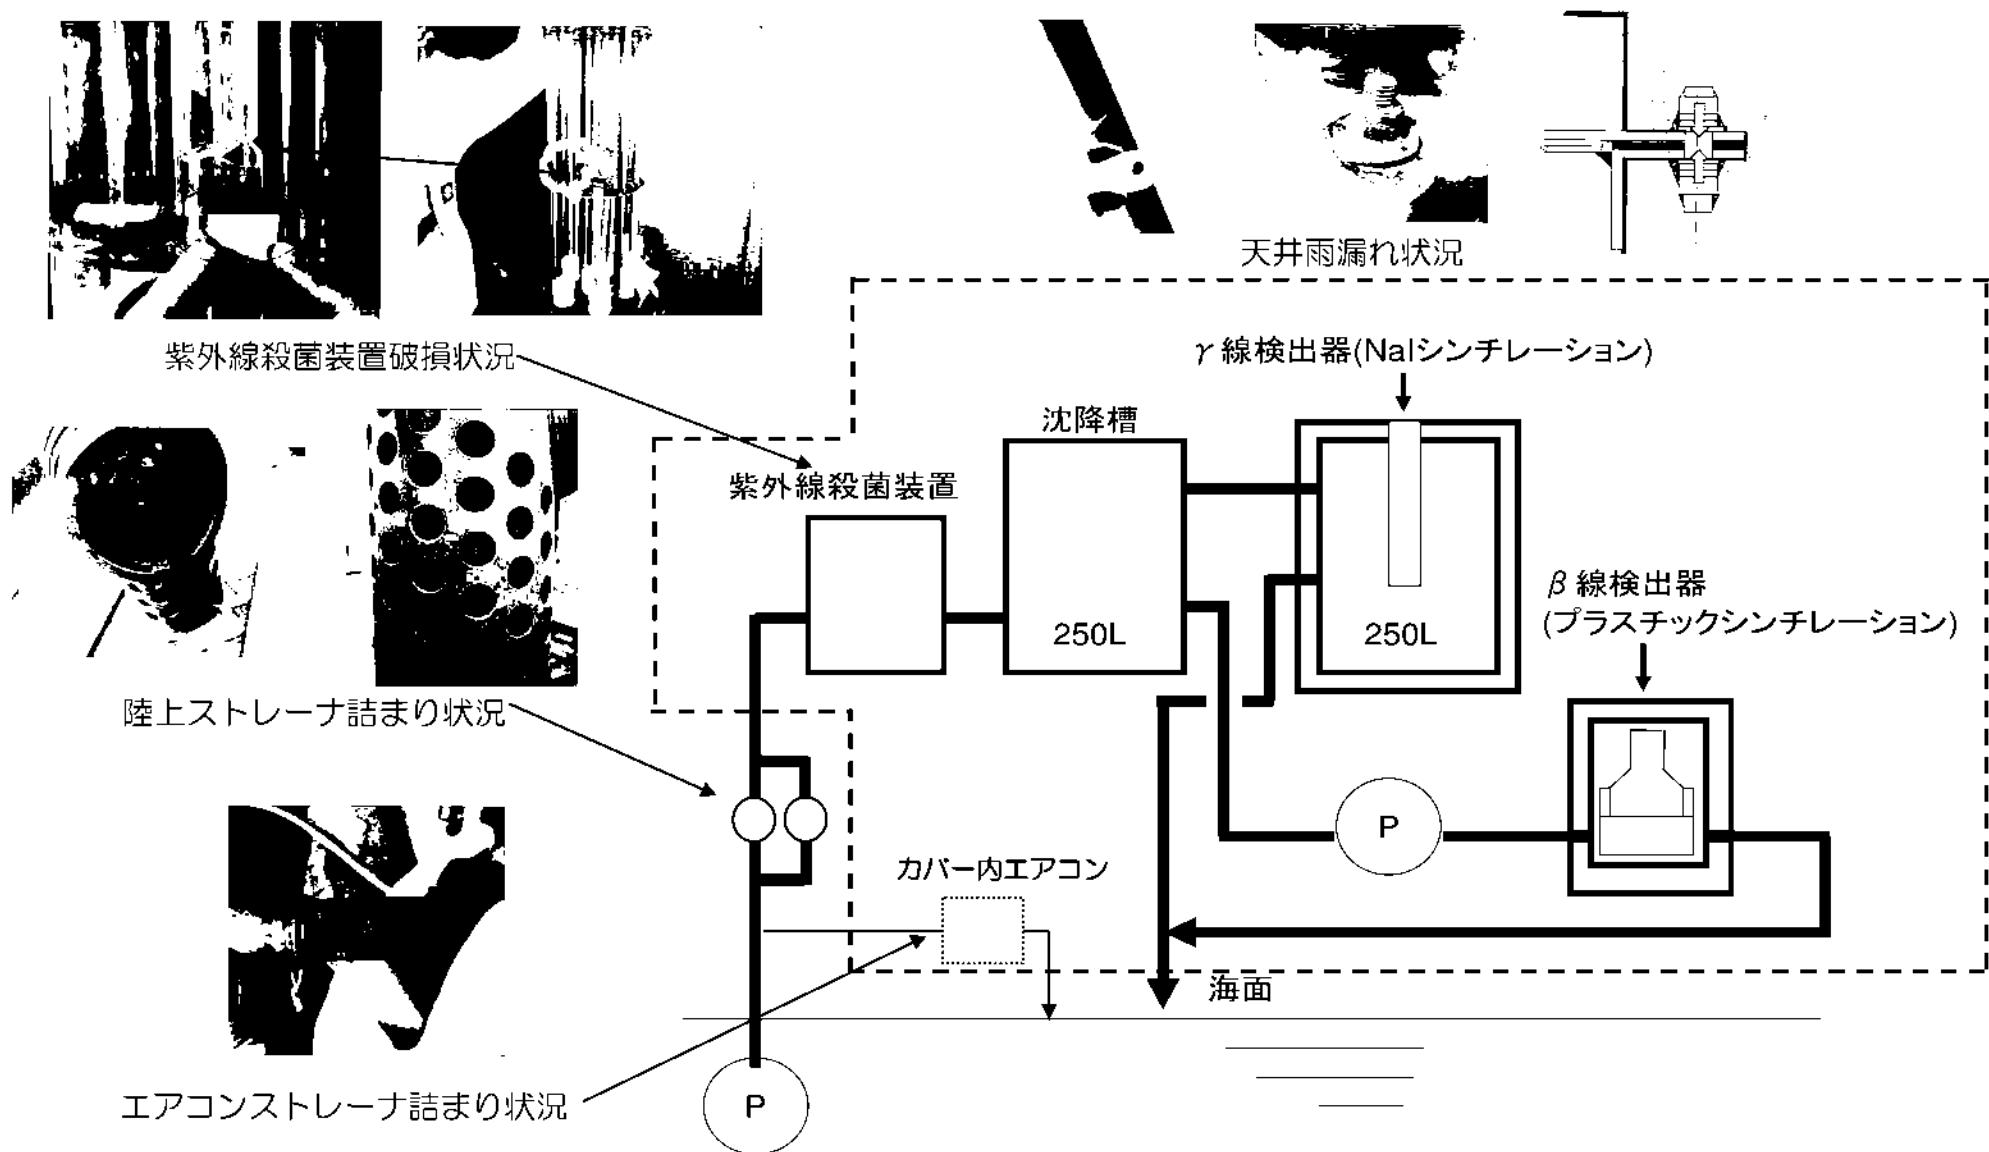 天井雨漏れ状況
紫外線殺菌装置破損状況
γ線検出器(NaIシンチレーション)
沈降槽
紫外線殺菌装置
β線検出器
(プラスチックシンチレーション)
250L
250L
陸上ストレーナ詰まり状況
P
カバー内エアコン
海面
エアコンストレーナ詰まり状況
P